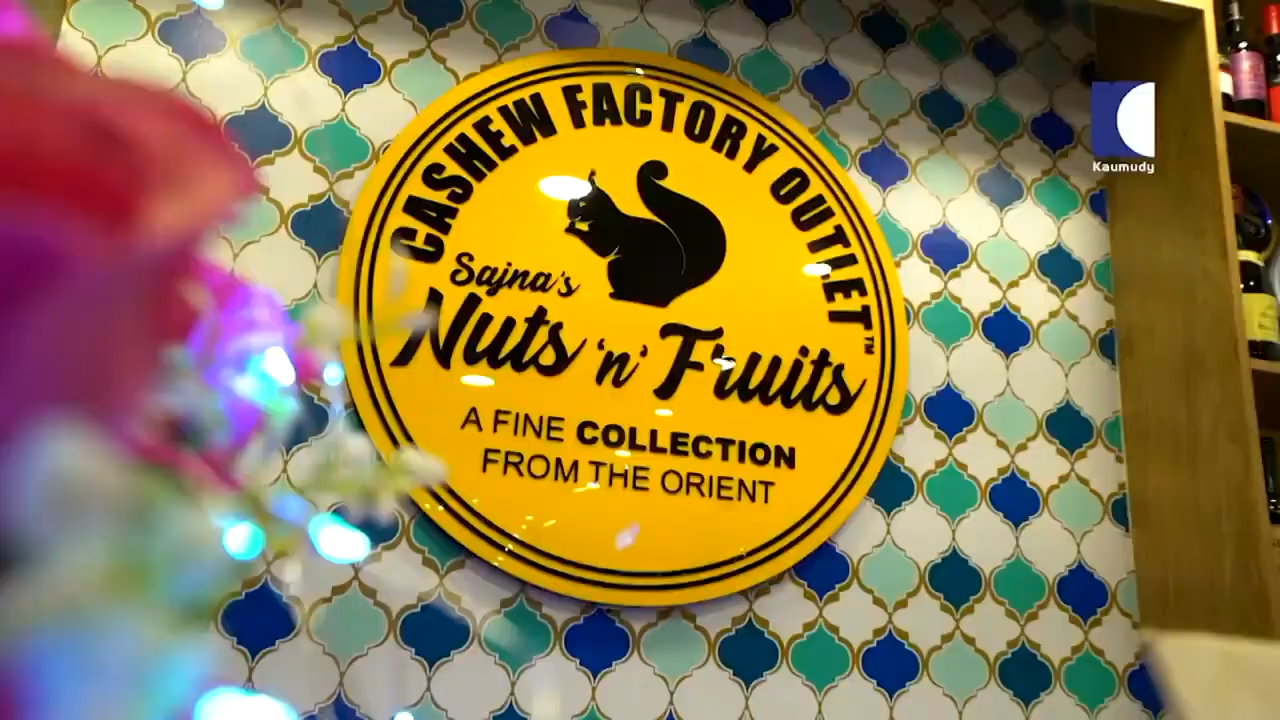 CASHEW FACTORY OUTLET™
Sajna's
Nuts 'n' Fruits
A FINE COLLECTION
FROM THE ORIENT
Kaumudy